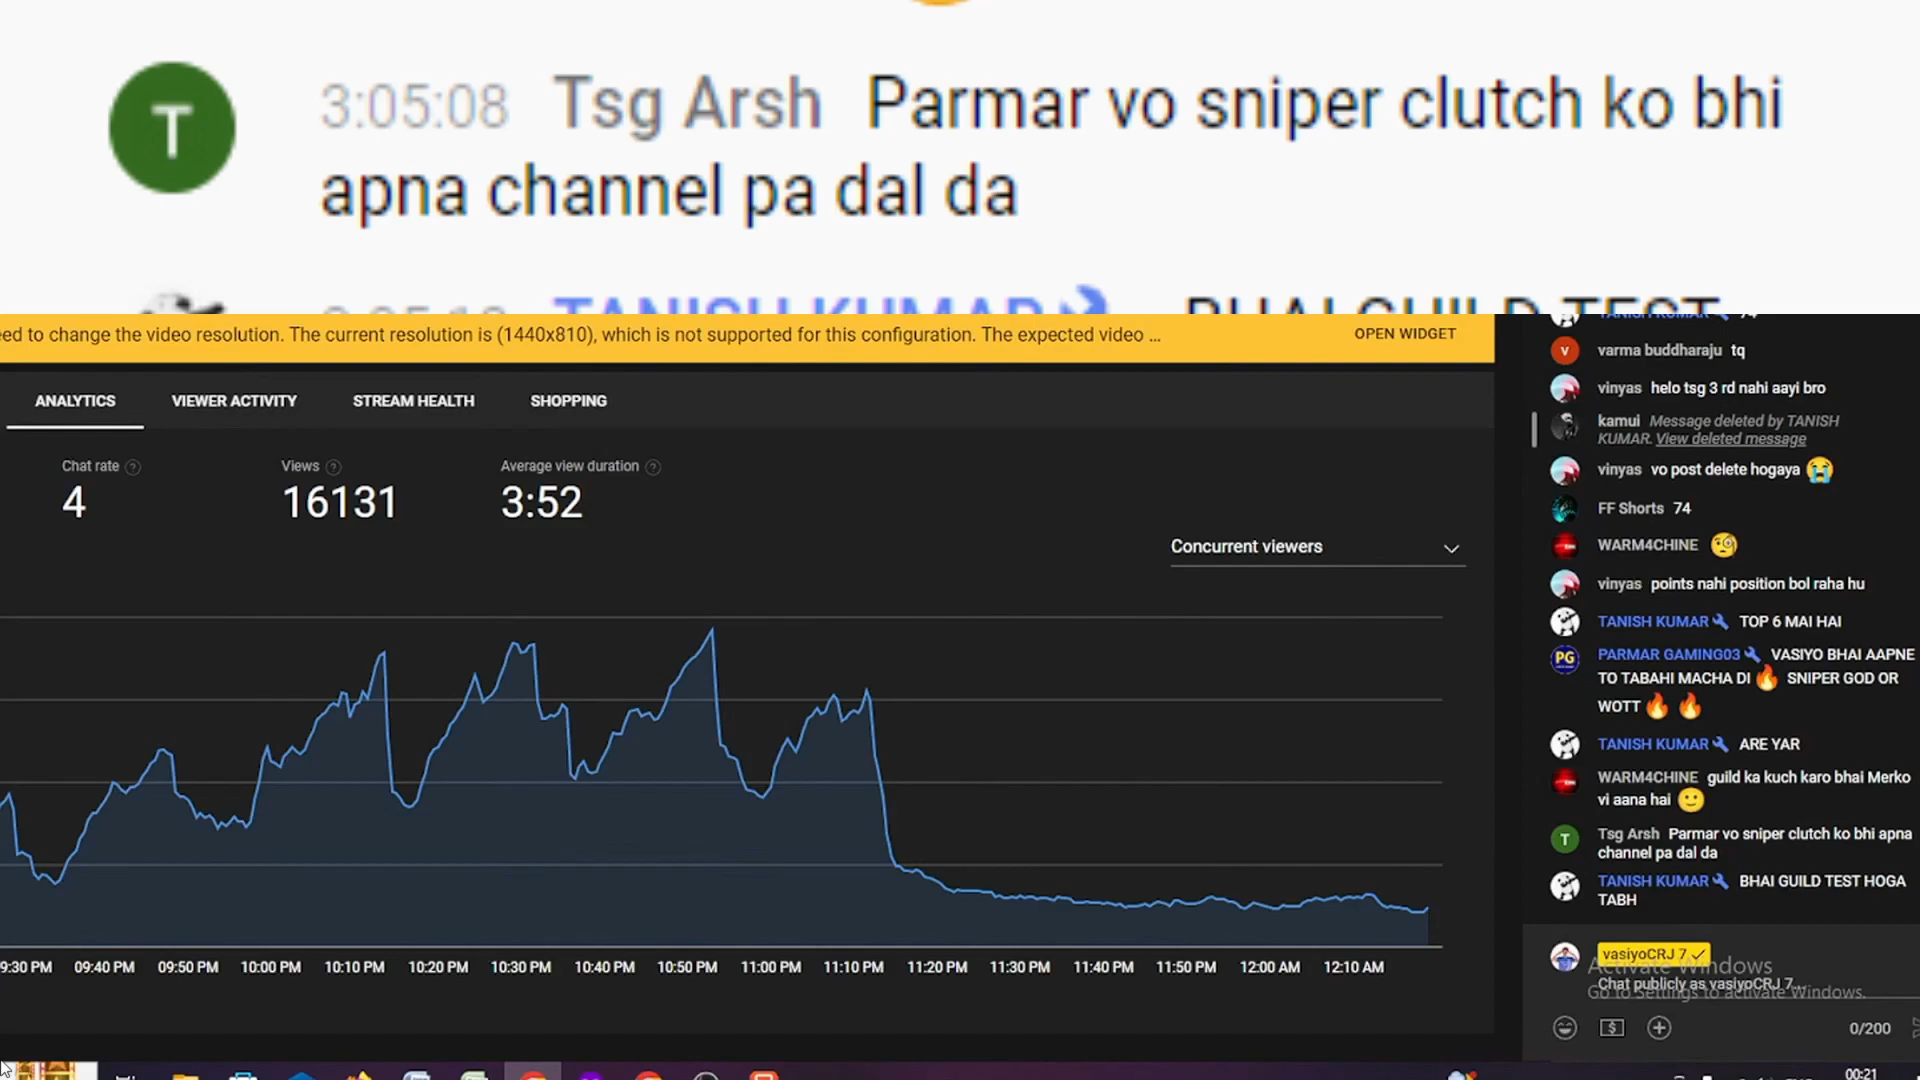 T
3:05:08 Tsg Arsh Parmar vo sniper clutch ko bhi
apna channel pa dal da
TANISH KUMAR BHAI GUILD TEST
to change the video resolution. The current resolution is (1440x810), which is not supported for this configuration. The expected video ...
OPEN WIDGET
ANALYTICS
VIEWER ACTIVITY
STREAM HEALTH
SHOPPING
Chat rate
4
Views
16131
Average view duration
3:52
Concurrent viewers
9:30 PM 09:40 PM 09:50 PM 10:00 PM 10:10 PM 10:20 PM 10:30 PM 10:40 PM 10:50 PM 11:00 PM 11:10 PM 11:20 PM 11:30 PM 11:40 PM 11:50 PM 12:00 AM 12:10 AM
TANISH KUMAR 74
V
varma buddharaju tq
vinyas helo tsg 3 rd nahi aayi bro
kamui Message deleted by TANISH
KUMAR. View deleted message
vinyas vo post delete hogaya 😭
FF Shorts 74
WARM4CHINE 🧐
vinyas points nahi position bol raha hu
TANISH KUMAR TOP 6 MAI HAI
PG
PARMAR GAMING03 VASIYO BHAI AAPNE
TO TABAHI MACHA DI 🔥 SNIPER GOD OR
WOTT 🔥 🔥
TANISH KUMAR ARE YAR
WARM4CHINE guild ka kuch karo bhai Merko
vi aana hai 🙂
T
Tsg Arsh Parmar vo sniper clutch ko bhi apna
channel pa dal da
TANISH KUMAR BHAI GUILD TEST HOGA
TABH
vasiyoCRJ 7
Activate Windows
Chat publicly as vasiyoCRJ 7...
Go to Settings to activate Windows.
0/200
00:21